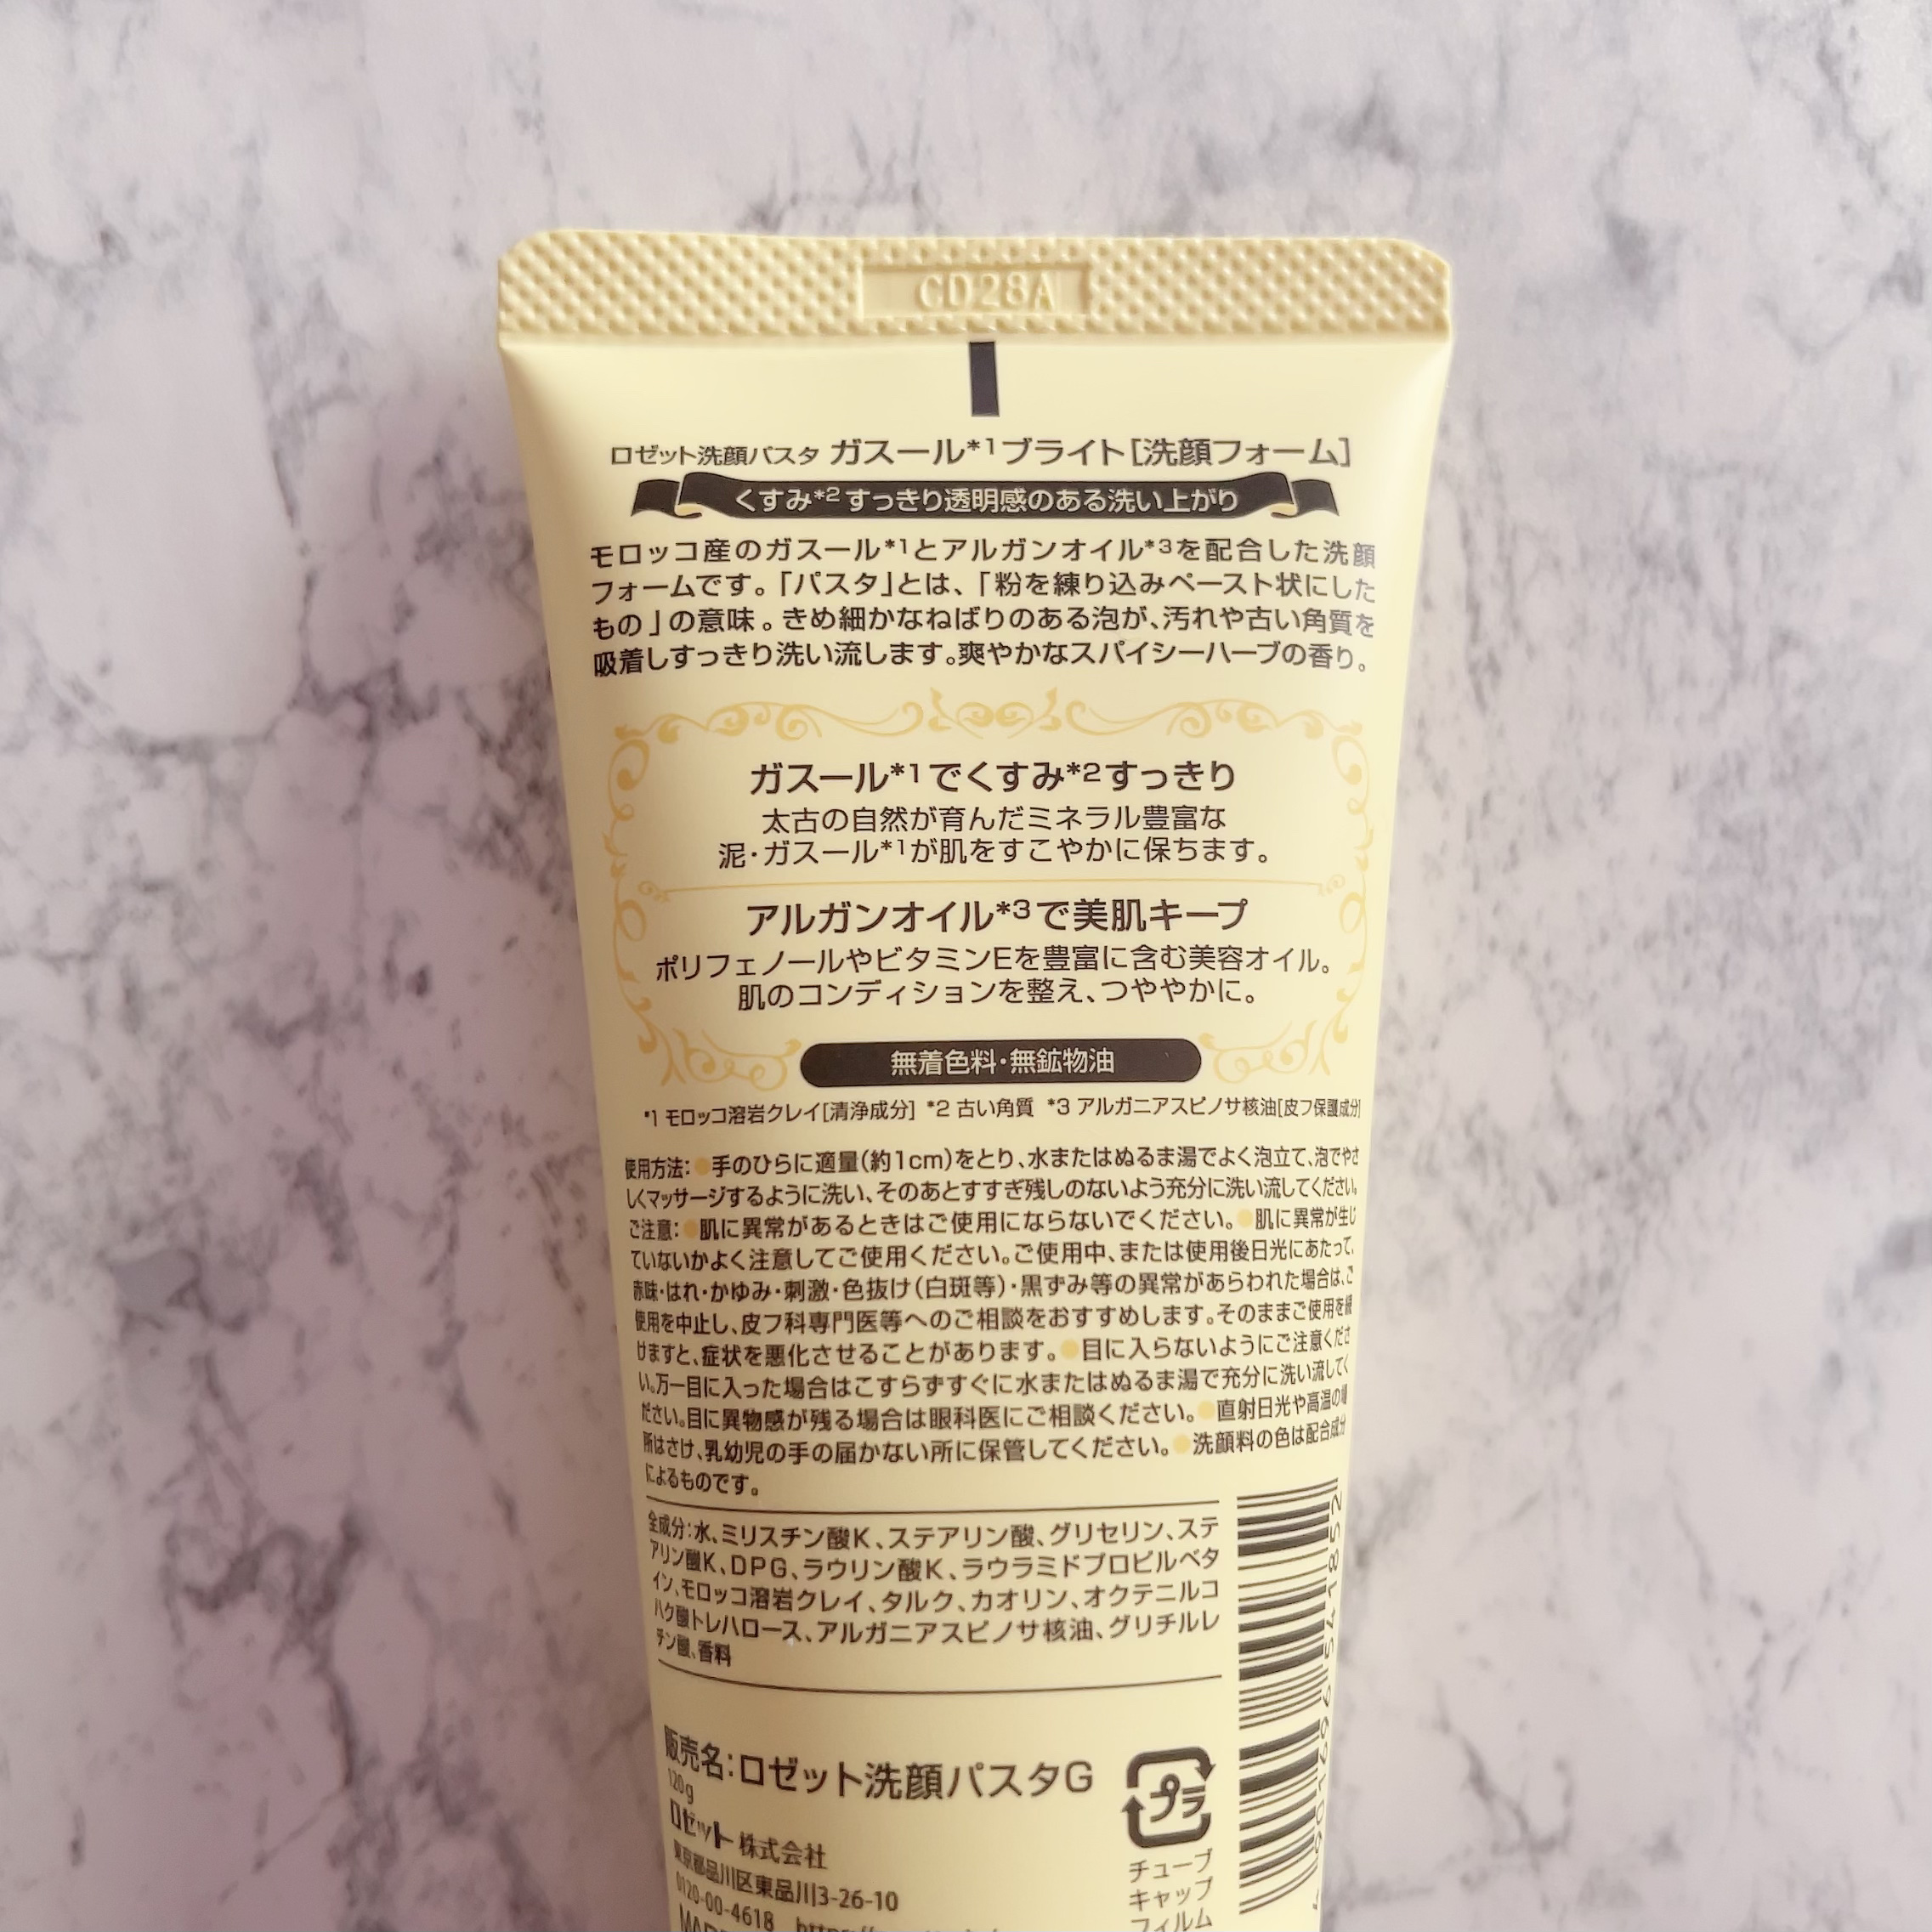 CD28A
ロゼット洗顔パスタ ガスール*1ブライト[洗顔フォーム]
くすみ*2すっきり透明感のある洗い上がり
モロッコ産のガスール*1とアルガンオイル*3を配合した洗顔
フォームです。「パスタ」とは、「粉を練り込みペースト状にした
もの」の意味。きめ細かなねばりのある泡が、汚れや古い角質を
吸着しすっきり洗い流します。爽やかなスパイシーハーブの香り。
ガスール*1でくすみ*2すっきり
太古の自然が育んだミネラル豊富な
泥・ガスール*1が肌をすこやかに保ちます。
アルガンオイル*3で美肌キープ
ポリフェノールやビタミンEを豊富に含む美容オイル。
肌のコンディションを整え、つややかに。
無着色料・無鉱物油
*1 モロッコ溶岩クレイ[清浄成分] *2 古い角質 *3 アルガニアスピノサ核油[皮フ保護成分]
使用方法：●手のひらに適量(約1cm)をとり、水またはぬるま湯でよく泡立て、泡でやさ
しくマッサージするように洗い、そのあとすすぎ残しのないよう充分に洗い流してください。
ご注意：●肌に異常があるときはご使用にならないでください。●肌に異常が生じ
ていないかよく注意してご使用ください。ご使用中、または使用後日光にあたって、
赤味・はれ・かゆみ・刺激・色抜け(白斑等)・黒ずみ等の異常があらわれた場合は、ご
使用を中止し、皮フ科専門医等へのご相談をおすすめします。そのままご使用を続
けますと、症状を悪化させることがあります。●目に入らないようにご注意くださ
い。万一目に入った場合はこすらずすぐに水またはぬるま湯で充分に洗い流してく
ださい。目に異物感が残る場合は眼科医にご相談ください。●直射日光や高温の場
所はさけ、乳幼児の手の届かない所に保管してください。●洗顔料の色は配合成分
によるものです。
全成分：水、ミリスチン酸K、ステアリン酸、グリセリン、ステ
アリン酸K、DPG、ラウリン酸K、ラウラミドプロピルベタ
イン、モロッコ溶岩クレイ、タルク、カオリン、オクテニルコ
ハク酸トレハロース、アルガニアスピノサ核油、グリチルレ
チン酸、香料
販売名：ロゼット洗顔パスタG
120g
ロゼット株式会社
東京都品川区東品川3-26-10
0120-00-4618
プラ
チューブ
キャップ
フィルム